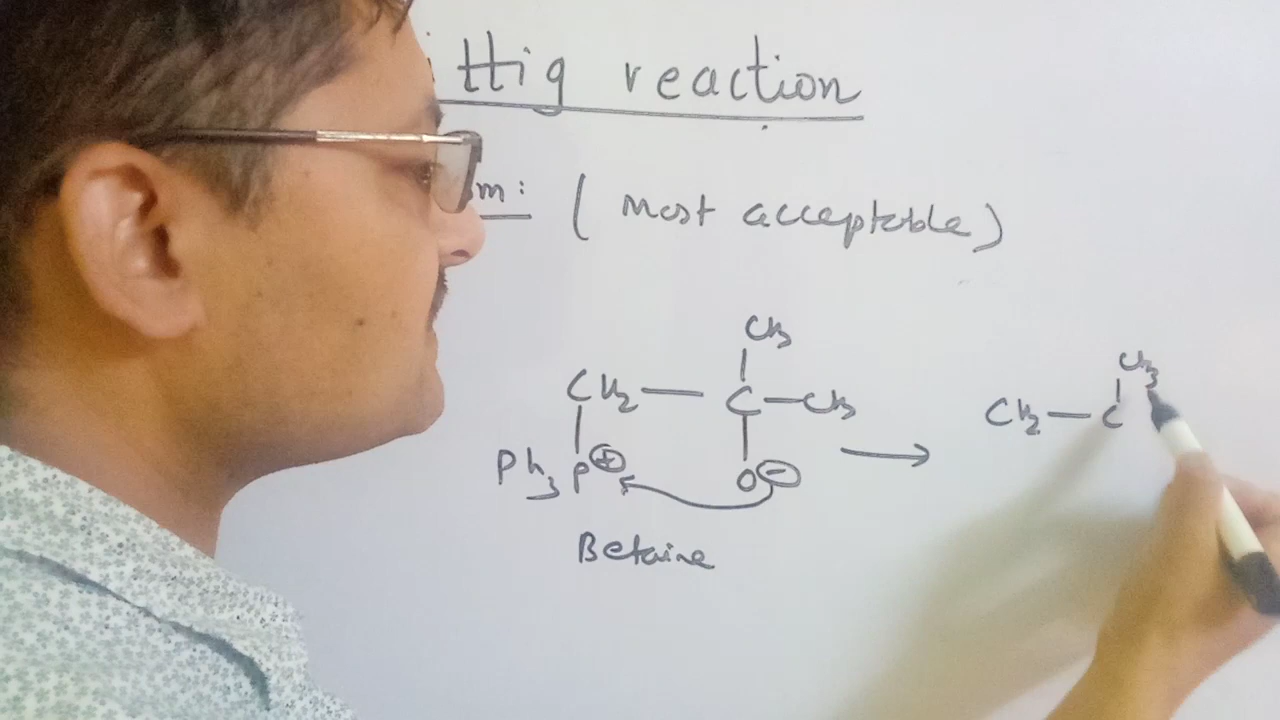 ttig reaction
m: (most acceptable)
CH3
CH2 — C — CH3
Ph3 P⊕ O⊖ →
Betaine
CH3
CH2 — C